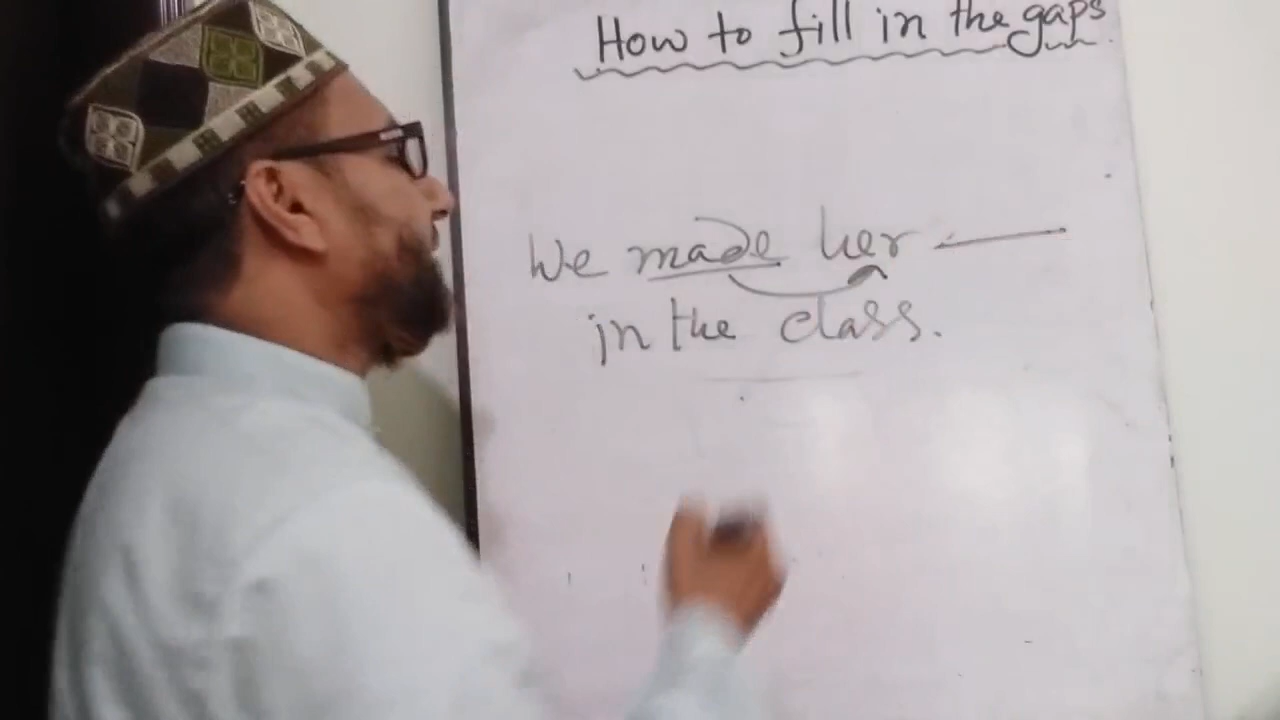 How to fill in the gaps
We made her ———
in the class.